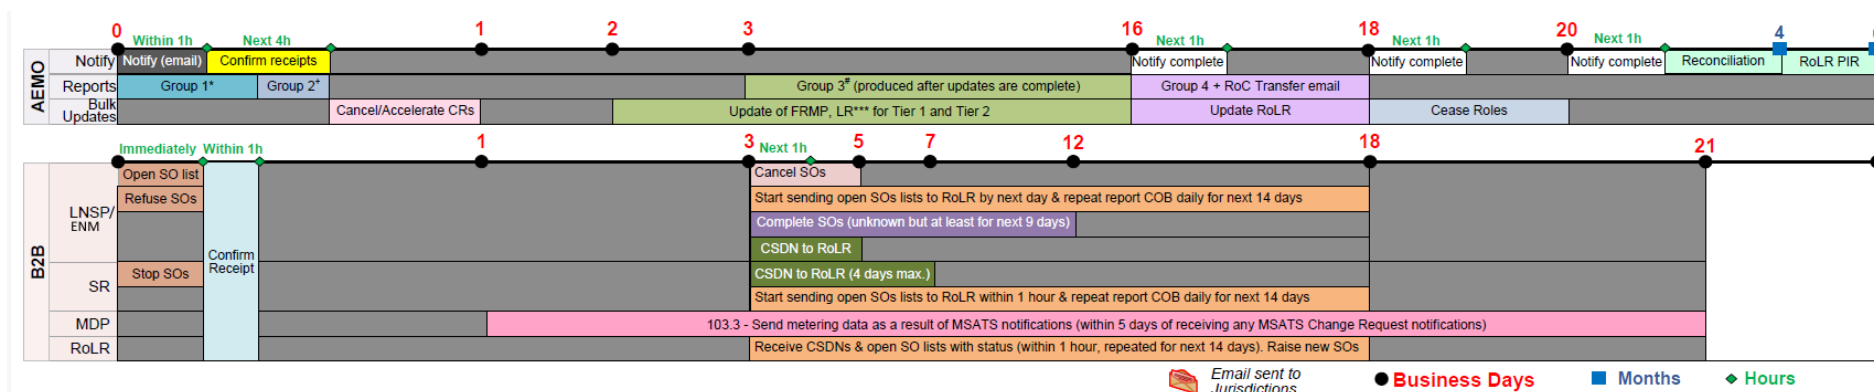 0 1 2 3 16 18 20 4
Within 1h Next 4h Next 1h Next 1h Next 1h
AEMO
Notify Notify (email) Confirm receipts Notify complete Notify complete Notify complete Reconciliation RoLR PIR
Reports Group 1* Group 2+ Group 3# (produced after updates are complete) Group 4 + RoC Transfer email
Bulk
Updates Cancel/Accelerate CRs Update of FRMP, LR*** for Tier 1 and Tier 2 Update RoLR Cease Roles
1 3 5 7 12 18 21
Immediately Within 1h Next 1h
B2B
LNSP/
ENM
Open SO list Cancel SOs
Refuse SOs Start sending open SOs lists to RoLR by next day & repeat report COB daily for next 14 days
Complete SOs (unknown but at least for next 9 days)
CSDN to RoLR
Confirm
Receipt
SR
Stop SOs CSDN to RoLR (4 days max.)
Start sending open SOs lists to RoLR within 1 hour & repeat report COB daily for next 14 days
MDP 103.3 - Send metering data as a result of MSATS notifications (within 5 days of receiving any MSATS Change Request notifications)
RoLR Receive CSDNs & open SO lists with status (within 1 hour, repeated for next 14 days). Raise new SOs
Email sent to
Jurisdictions
Business Days Months Hours